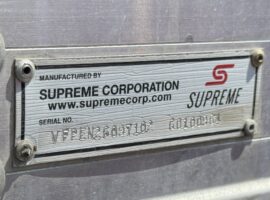 MANUFACTURED BY
SUPREME CORPORATION
www.supremecorp.com
SUPREME
SERIAL NO.